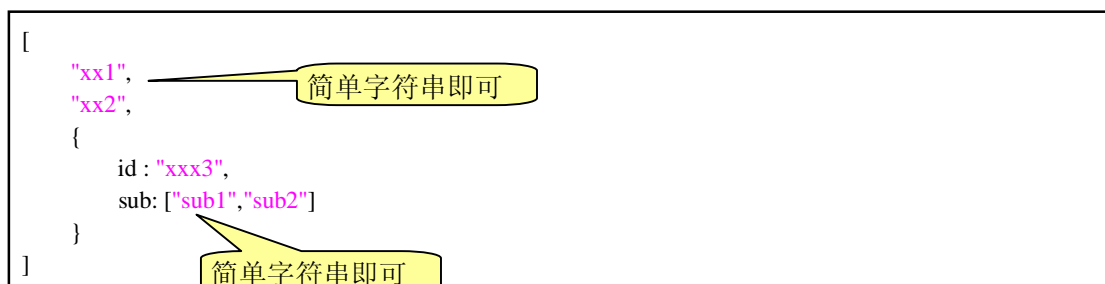 [
"xx1",
简单字符串即可
"xx2",
{
id : "xxx3",
sub: ["sub1","sub2"]
}
]
简单字符串即可